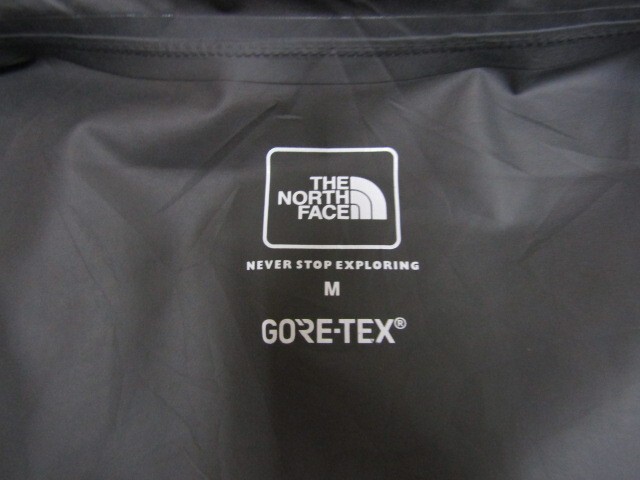 THE
NORTH
FACE
NEVER STOP EXPLORING
M
GORE-TEX®